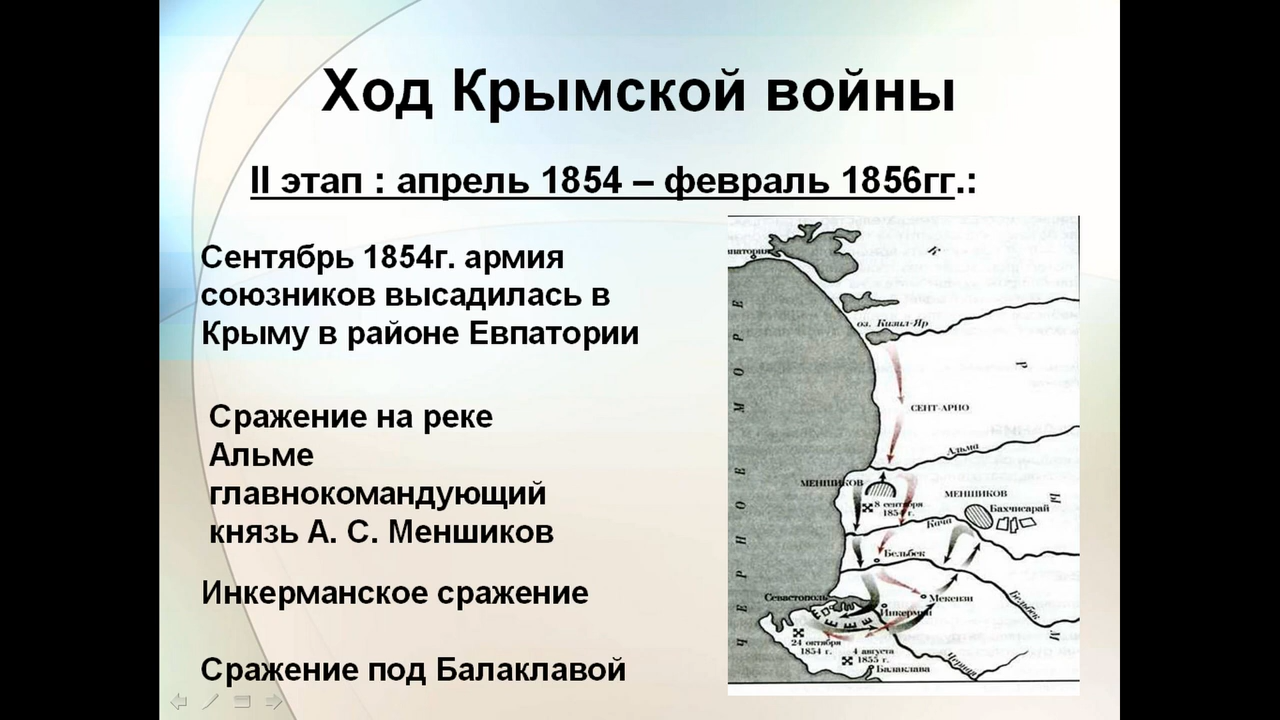 Ход Крымской войны
II этап : апрель 1854 – февраль 1856гг.:
Сентябрь 1854г. армия
союзников высадилась в
Крыму в районе Евпатории
Сражение на реке
Альме
главнокомандующий
князь А. С. Меншиков
Инкерманское сражение
Сражение под Балаклавой
оз. Кизил-Яр
СЕНТ-АРНО
Альма
МЕНШИКОВ
МЕНШИКОВ
Бахчисарай
8 сентября
1854 г.
Кача
Бельбек
Севастополь
Мекензи
Инкерман
Бельбек
24 октября
1854 г.
4 августа
1855 г.
Балаклава
Черная
ЧЕРНОЕ МОРЕ
К
Р
Ы
М